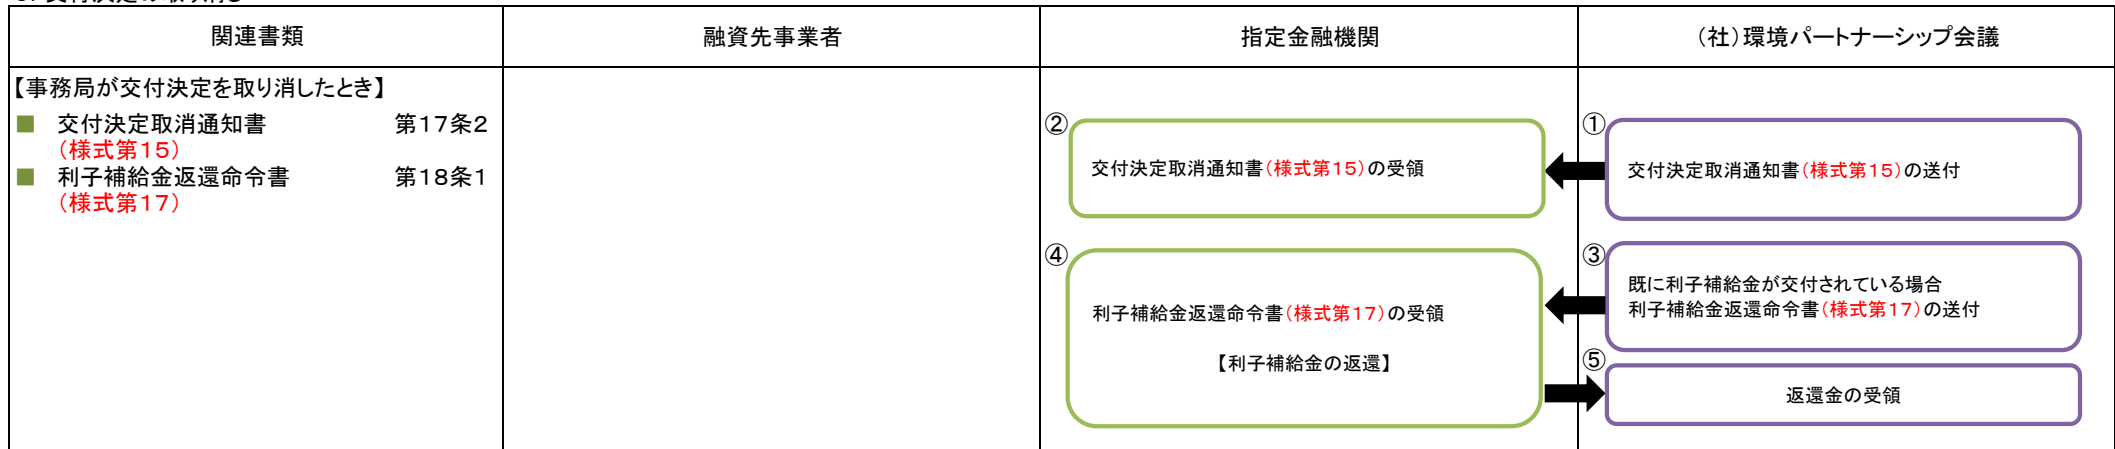 関連書類
融資先事業者
指定金融機関
（社）環境パートナーシップ会議
【事務局が交付決定を取り消したとき】
■ 交付決定取消通知書 第17条2
（様式第15）
■ 利子補給金返還命令書 第18条1
（様式第17）
②
交付決定取消通知書（様式第15）の受領
①
交付決定取消通知書（様式第15）の送付
④
利子補給金返還命令書（様式第17）の受領
【利子補給金の返還】
③
既に利子補給金が交付されている場合
利子補給金返還命令書（様式第17）の送付
⑤
返還金の受領